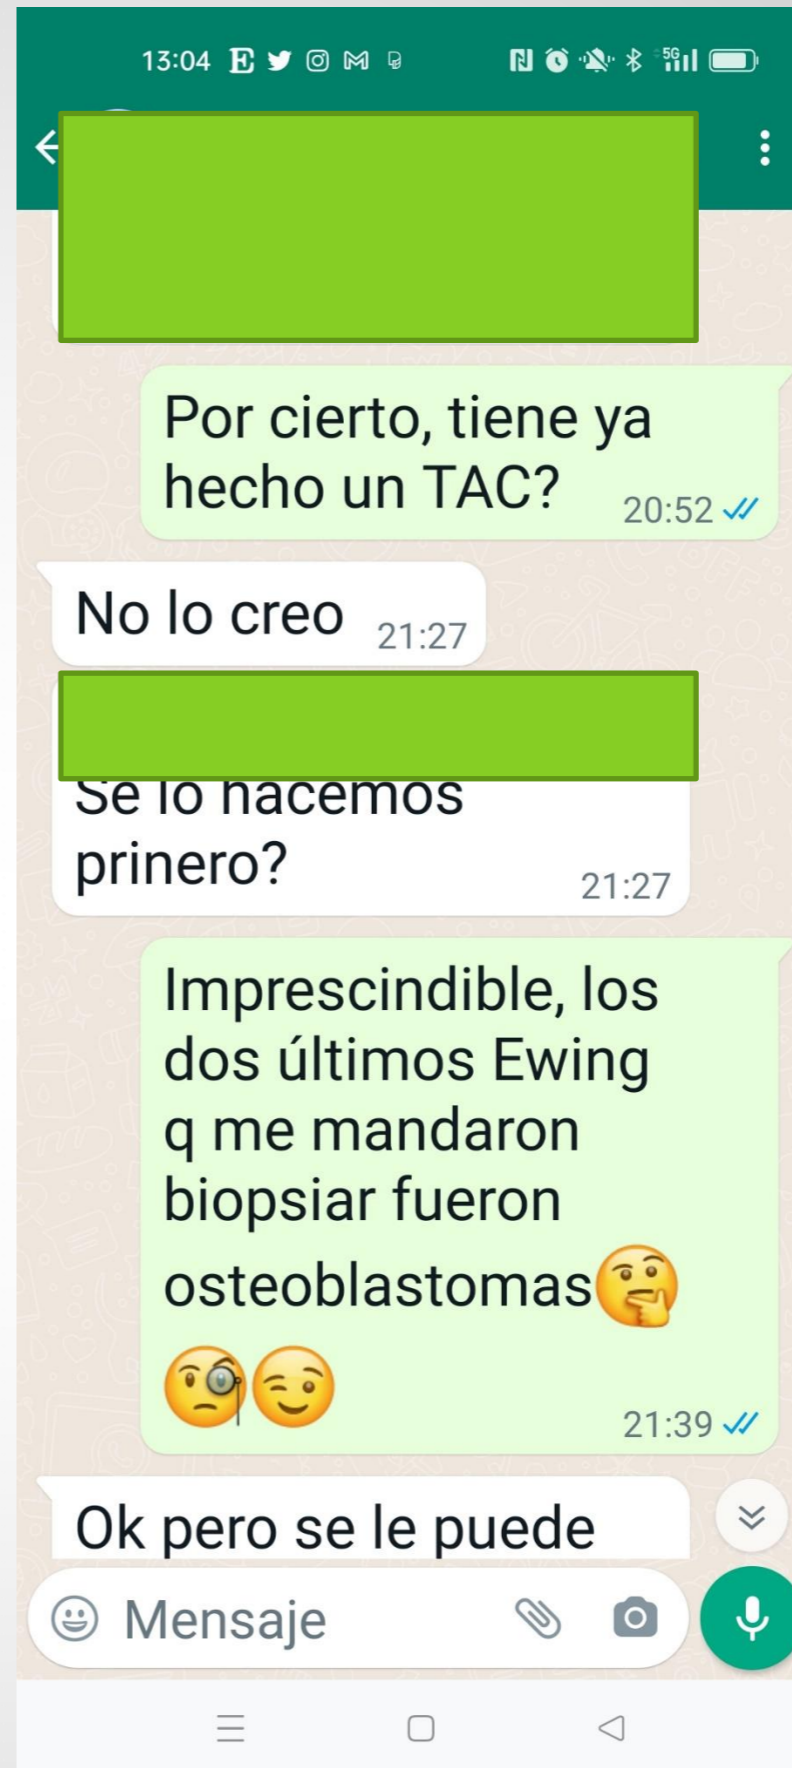 13:04
5G
Por cierto, tiene ya
hecho un TAC?
20:52
No lo creo
21:27
Se lo hacemos
prinero?
21:27
Imprescindible, los
dos últimos Ewing
q me mandaron
biopsiar fueron
osteoblastomas🤔
🧐😉
21:39
Ok pero se le puede
Mensaje